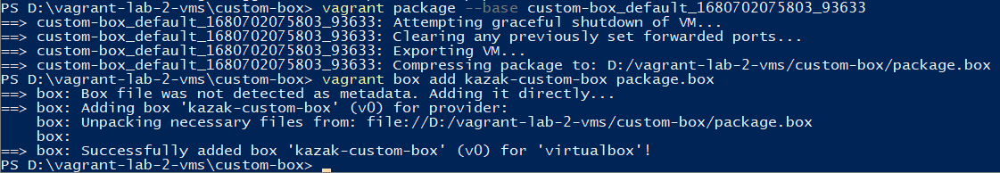 PS D:\vagrant-lab-2-vms\custom-box> vagrant package --base custom-box_default_1680702075803_93633
==> custom-box_default_1680702075803_93633: Attempting graceful shutdown of VM...
==> custom-box_default_1680702075803_93633: Clearing any previously set forwarded ports...
==> custom-box_default_1680702075803_93633: Exporting VM...
==> custom-box_default_1680702075803_93633: Compressing package to: D:/vagrant-lab-2-vms/custom-box/package.box
PS D:\vagrant-lab-2-vms\custom-box> vagrant box add kazak-custom-box package.box
==> box: Box file was not detected as metadata. Adding it directly...
==> box: Adding box 'kazak-custom-box' (v0) for provider:
    box: Unpacking necessary files from: file://D:/vagrant-lab-2-vms/custom-box/package.box
    box:
==> box: Successfully added box 'kazak-custom-box' (v0) for 'virtualbox'!
PS D:\vagrant-lab-2-vms\custom-box>